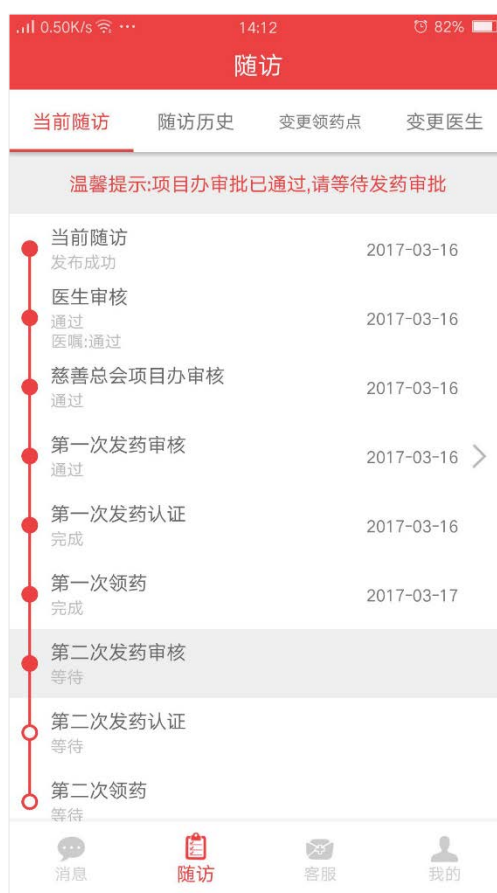 0.50K/s ··· 14:12 82%
随访
当前随访 随访历史 变更领药点 变更医生
温馨提示:项目办审批已通过,请等待发药审批
当前随访
发布成功
2017-03-16
医生审核
通过
医嘱:通过
2017-03-16
慈善总会项目办审核
通过
2017-03-16
第一次发药审核
通过
2017-03-16
第一次发药认证
完成
2017-03-16
第一次领药
完成
2017-03-17
第二次发药审核
等待
第二次发药认证
等待
第二次领药
等待
消息 随访 客服 我的